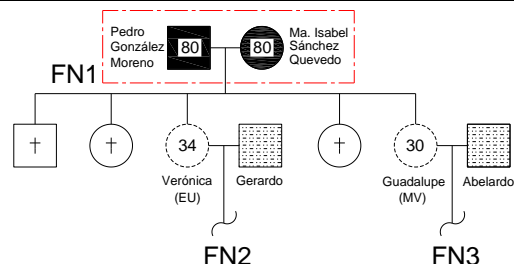 Pedro
González
Moreno
80
80
Ma. Isabel
Sánchez
Quevedo
FN1
34
30
Verónica
(EU)
Gerardo
Guadalupe
(MV)
Abelardo
FN2
FN3